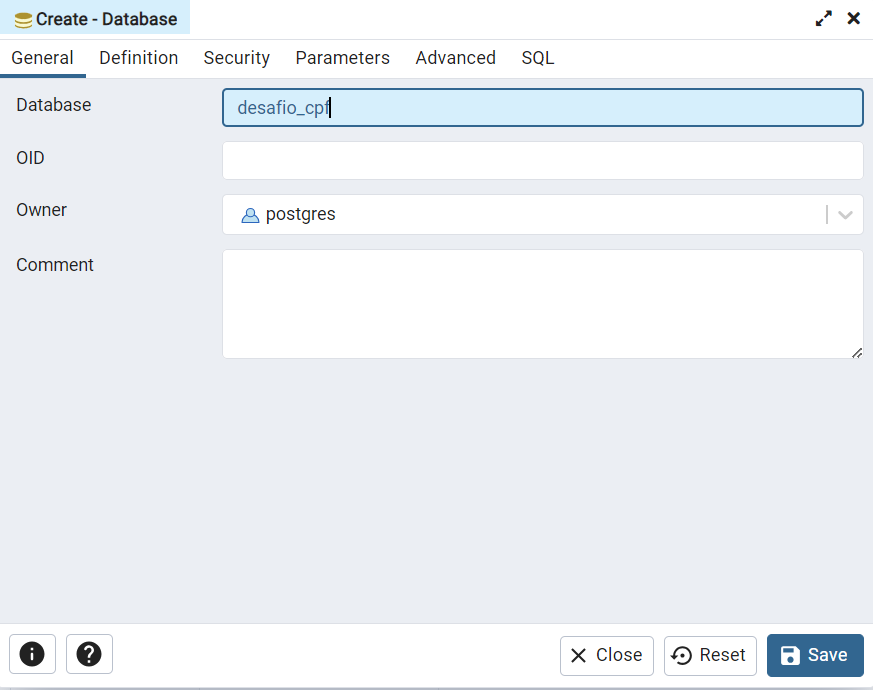 Create - Database
General Definition Security Parameters Advanced SQL
Database desafio_cpf
OID
Owner postgres
Comment
Close Reset Save